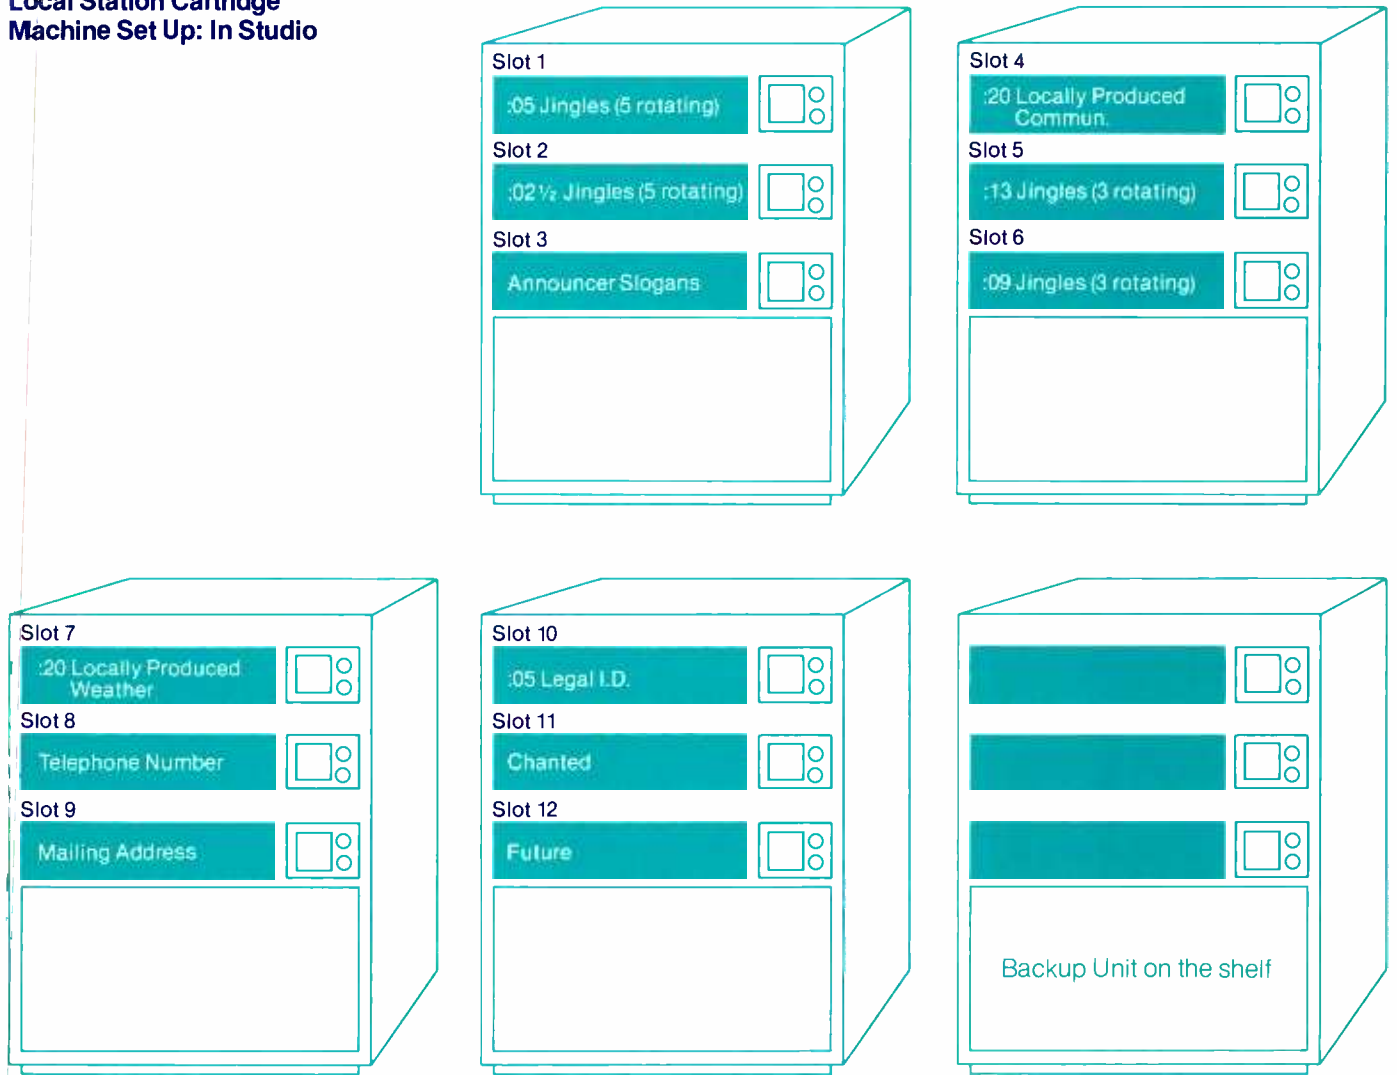 Local Station Cartridge
Machine Set Up: In Studio
Slot 1
:05 Jingles (5 rotating)
Slot 2
:02½ Jingles (5 rotating)
Slot 3
Announcer Slogans
Slot 4
:20 Locally Produced
Commun.
Slot 5
:13 Jingles (3 rotating)
Slot 6
:09 Jingles (3 rotating)
Slot 7
:20 Locally Produced
Weather
Slot 8
Telephone Number
Slot 9
Mailing Address
Slot 10
:05 Legal I.D.
Slot 11
Chanted
Slot 12
Future
Backup Unit on the shelf